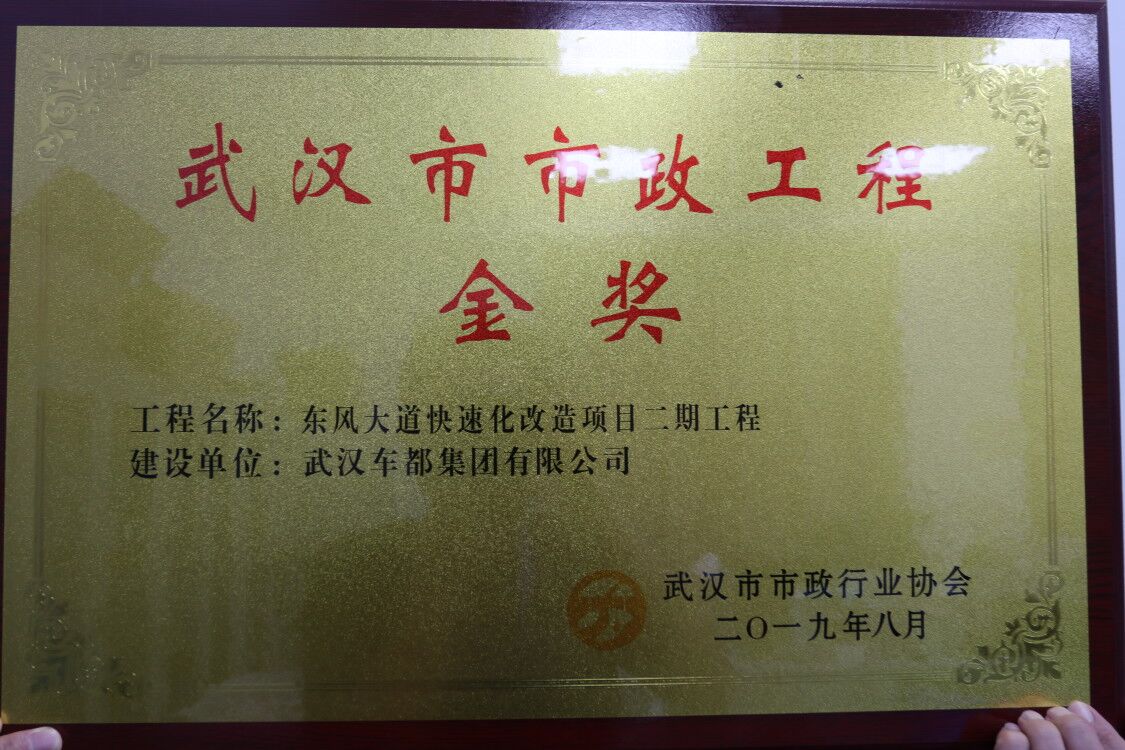 武汉市市政工程
金奖
工程名称：东风大道快速化改造项目二期工程
建设单位：武汉车都集团有限公司
武汉市市政行业协会
二〇一九年八月